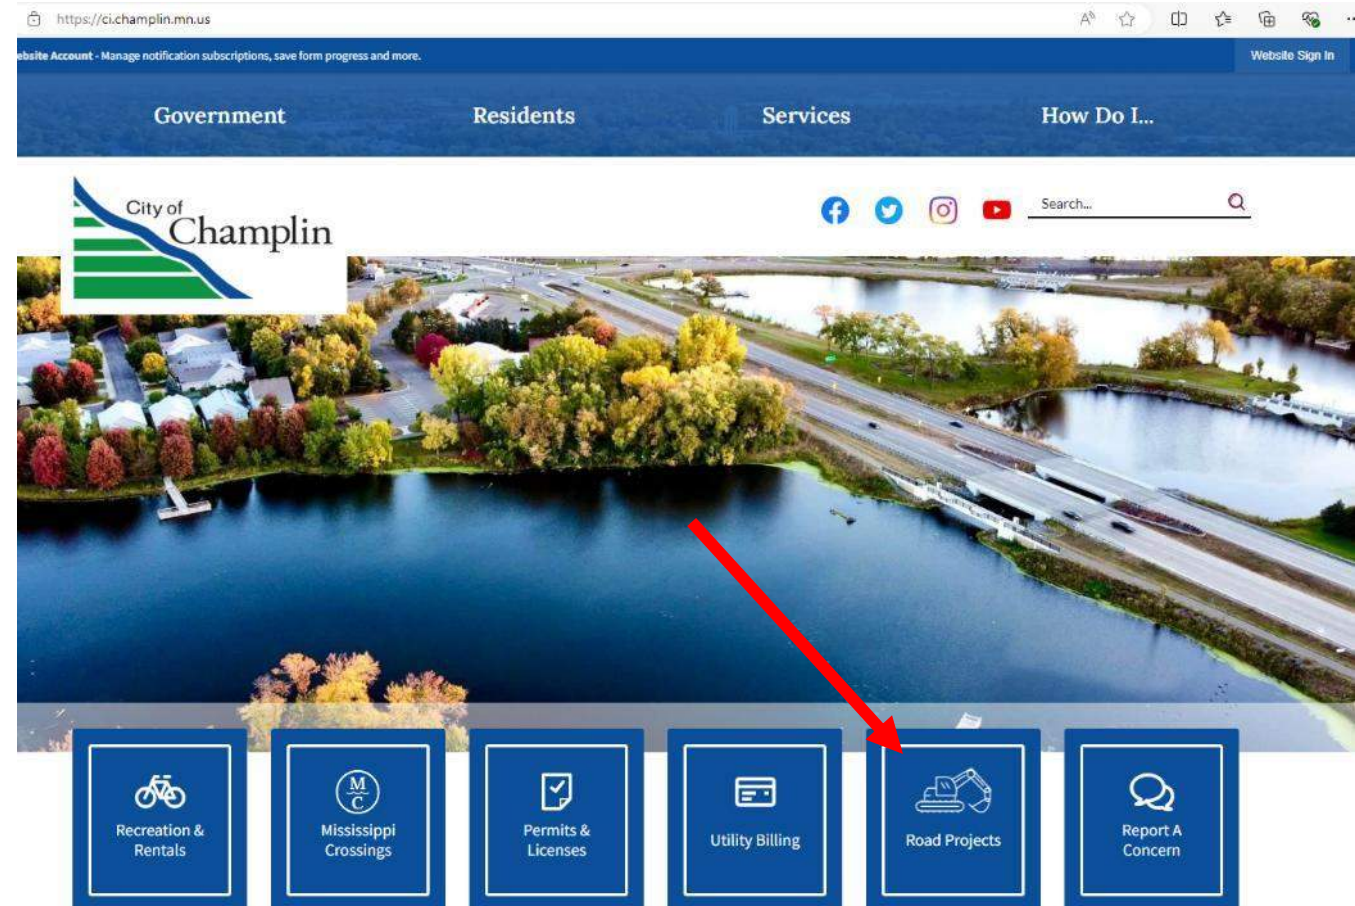 https://ci.champlin.mn.us
ebsite Account - Manage notification subscriptions, save form progress and more.
Website Sign In
Government Residents Services How Do I...
City of
Champlin
Search...
M
C
Recreation &
Rentals
Mississippi
Crossings
Permits &
Licenses
Utility Billing
Road Projects
Report A
Concern